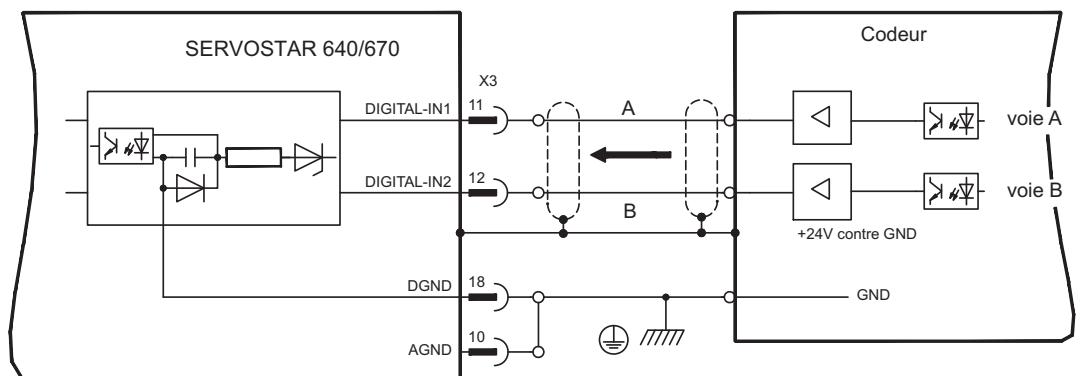 SERVOSTAR 640/670
Codeur
X3
DIGITAL-IN1
11
A
voie A
DIGITAL-IN2
12
B
voie B
+24V contre GND
DGND
18
GND
AGND
10